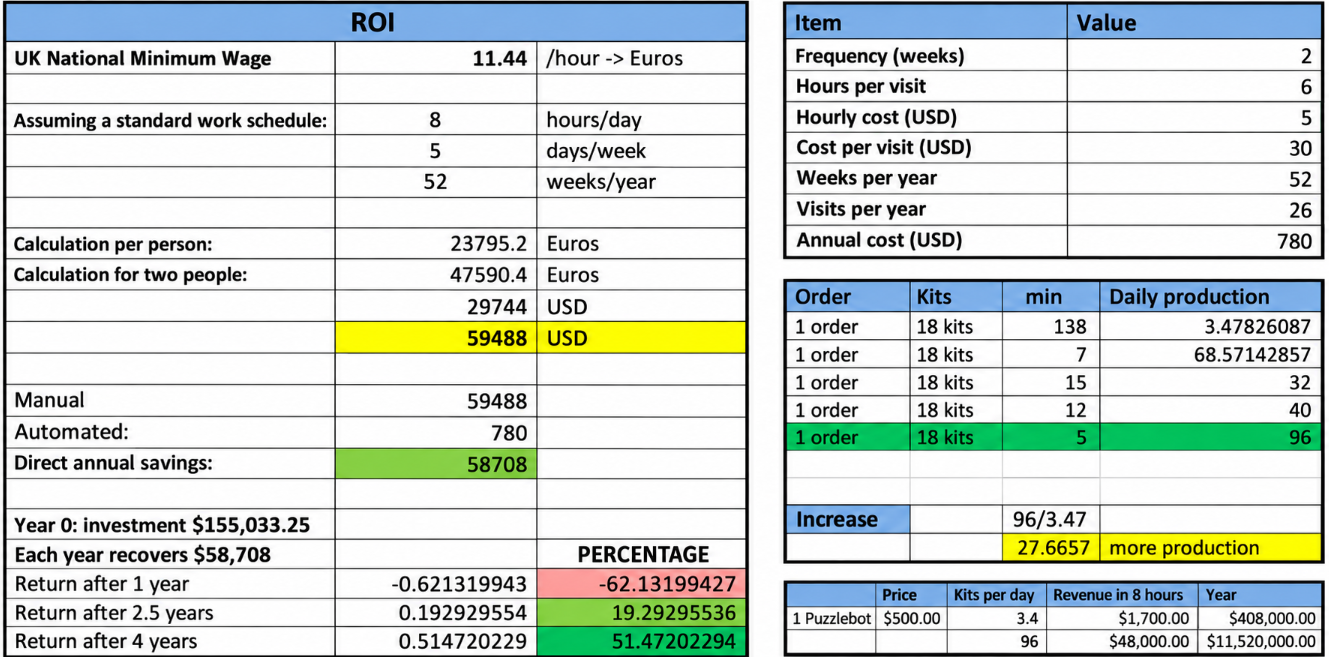 ROI
UK National Minimum Wage 11.44 /hour -> Euros
Assuming a standard work schedule: 8 hours/day
5 days/week
52 weeks/year
Calculation per person: 23795.2 Euros
Calculation for two people: 47590.4 Euros
29744 USD
59488 USD
Manual 59488
Automated: 780
Direct annual savings: 58708
Year 0: investment $155,033.25
Each year recovers $58,708 PERCENTAGE
Return after 1 year -0.621319943 -62.13199427
Return after 2.5 years 0.192929554 19.29295536
Return after 4 years 0.514720229 51.47202294
Item Value
Frequency (weeks) 2
Hours per visit 6
Hourly cost (USD) 5
Cost per visit (USD) 30
Weeks per year 52
Visits per year 26
Annual cost (USD) 780
Order Kits min Daily production
1 order 18 kits 138 3.47826087
1 order 18 kits 7 68.57142857
1 order 18 kits 15 32
1 order 18 kits 12 40
1 order 18 kits 5 96
Increase 96/3.47
27.6657 more production
Price Kits per day Revenue in 8 hours Year
1 Puzzlebot $500.00 3.4 $1,700.00 $408,000.00
96 $48,000.00 $11,520,000.00